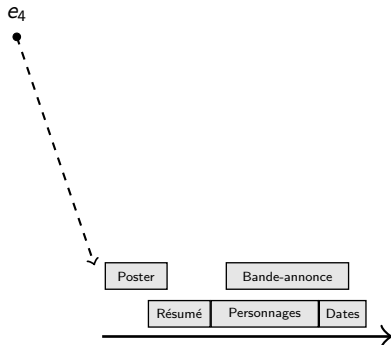 e4
Poster
Bande-annonce
Résumé
Personnages
Dates